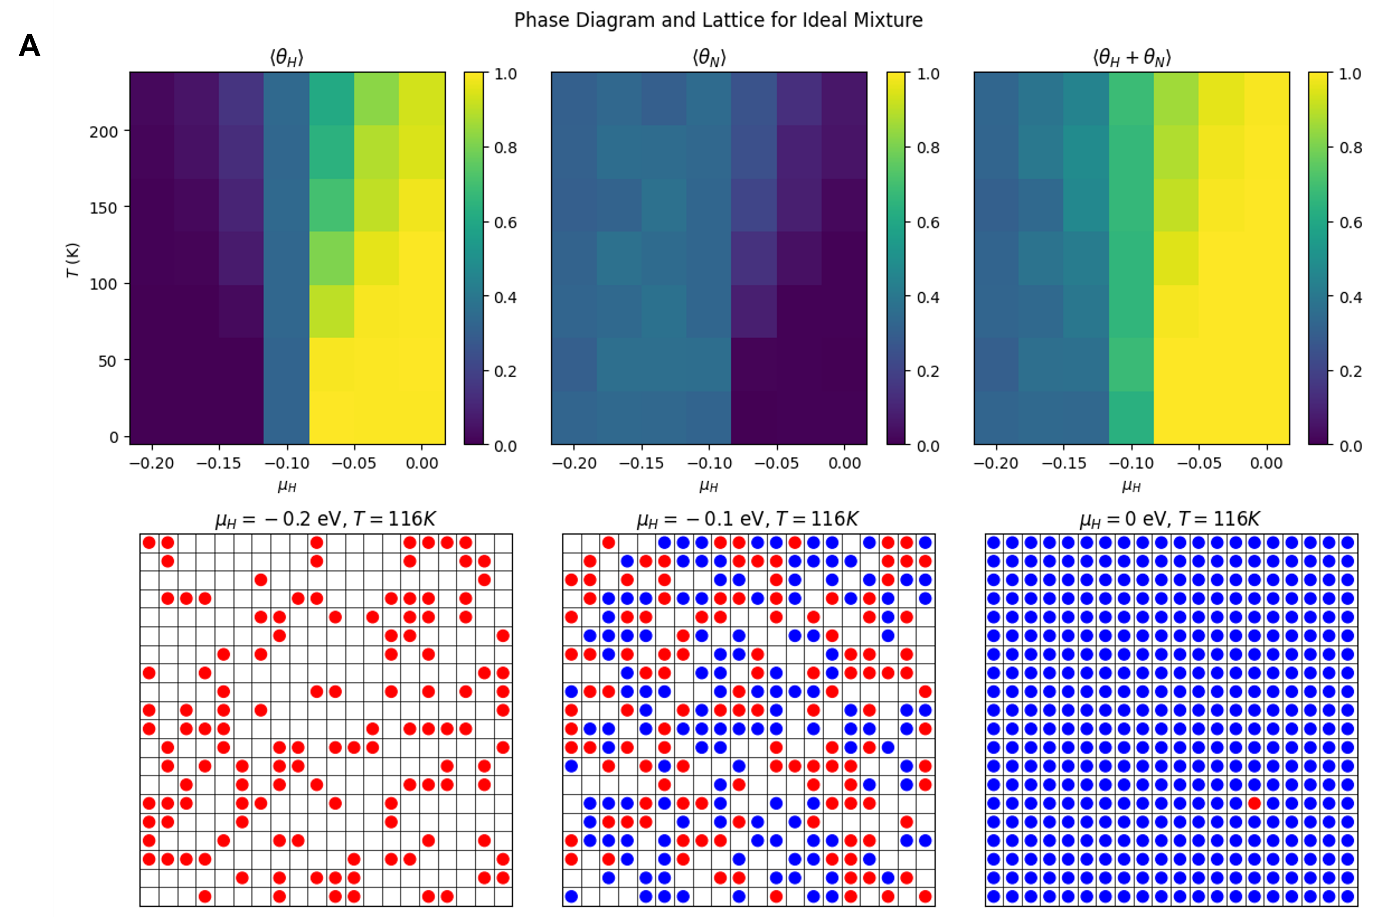 Phase Diagram and Lattice for Ideal Mixture
A
⟨θ_H⟩
⟨θ_N⟩
⟨θ_H + θ_N⟩
T (K)
200
150
100
50
0
−0.20 −0.15 −0.10 −0.05 0.00
μ_H
1.0
0.8
0.6
0.4
0.2
0.0
−0.20 −0.15 −0.10 −0.05 0.00
μ_H
1.0
0.8
0.6
0.4
0.2
0.0
−0.20 −0.15 −0.10 −0.05 0.00
μ_H
1.0
0.8
0.6
0.4
0.2
0.0
μ_H = −0.2 eV, T = 116K
μ_H = −0.1 eV, T = 116K
μ_H = 0 eV, T = 116K